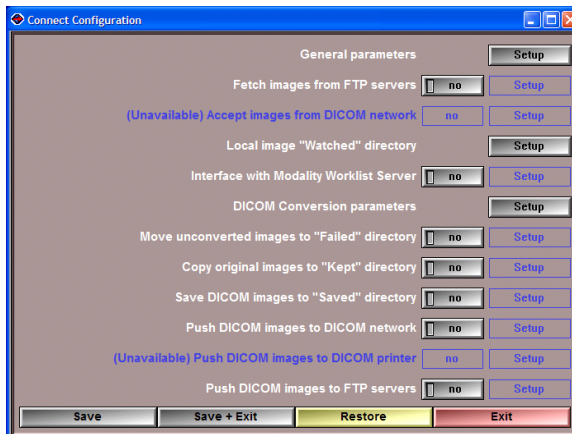 Connect Configuration
General parameters Setup
Fetch images from FTP servers no Setup
(Unavailable) Accept images from DICOM network no Setup
Local image "Watched" directory Setup
Interface with Modality Worklist Server no Setup
DICOM Conversion parameters Setup
Move unconverted images to "Failed" directory no Setup
Copy original images to "Kept" directory no Setup
Save DICOM images to "Saved" directory no Setup
Push DICOM images to DICOM network no Setup
(Unavailable) Push DICOM images to DICOM printer no Setup
Push DICOM images to FTP servers no Setup
Save Save + Exit Restore Exit